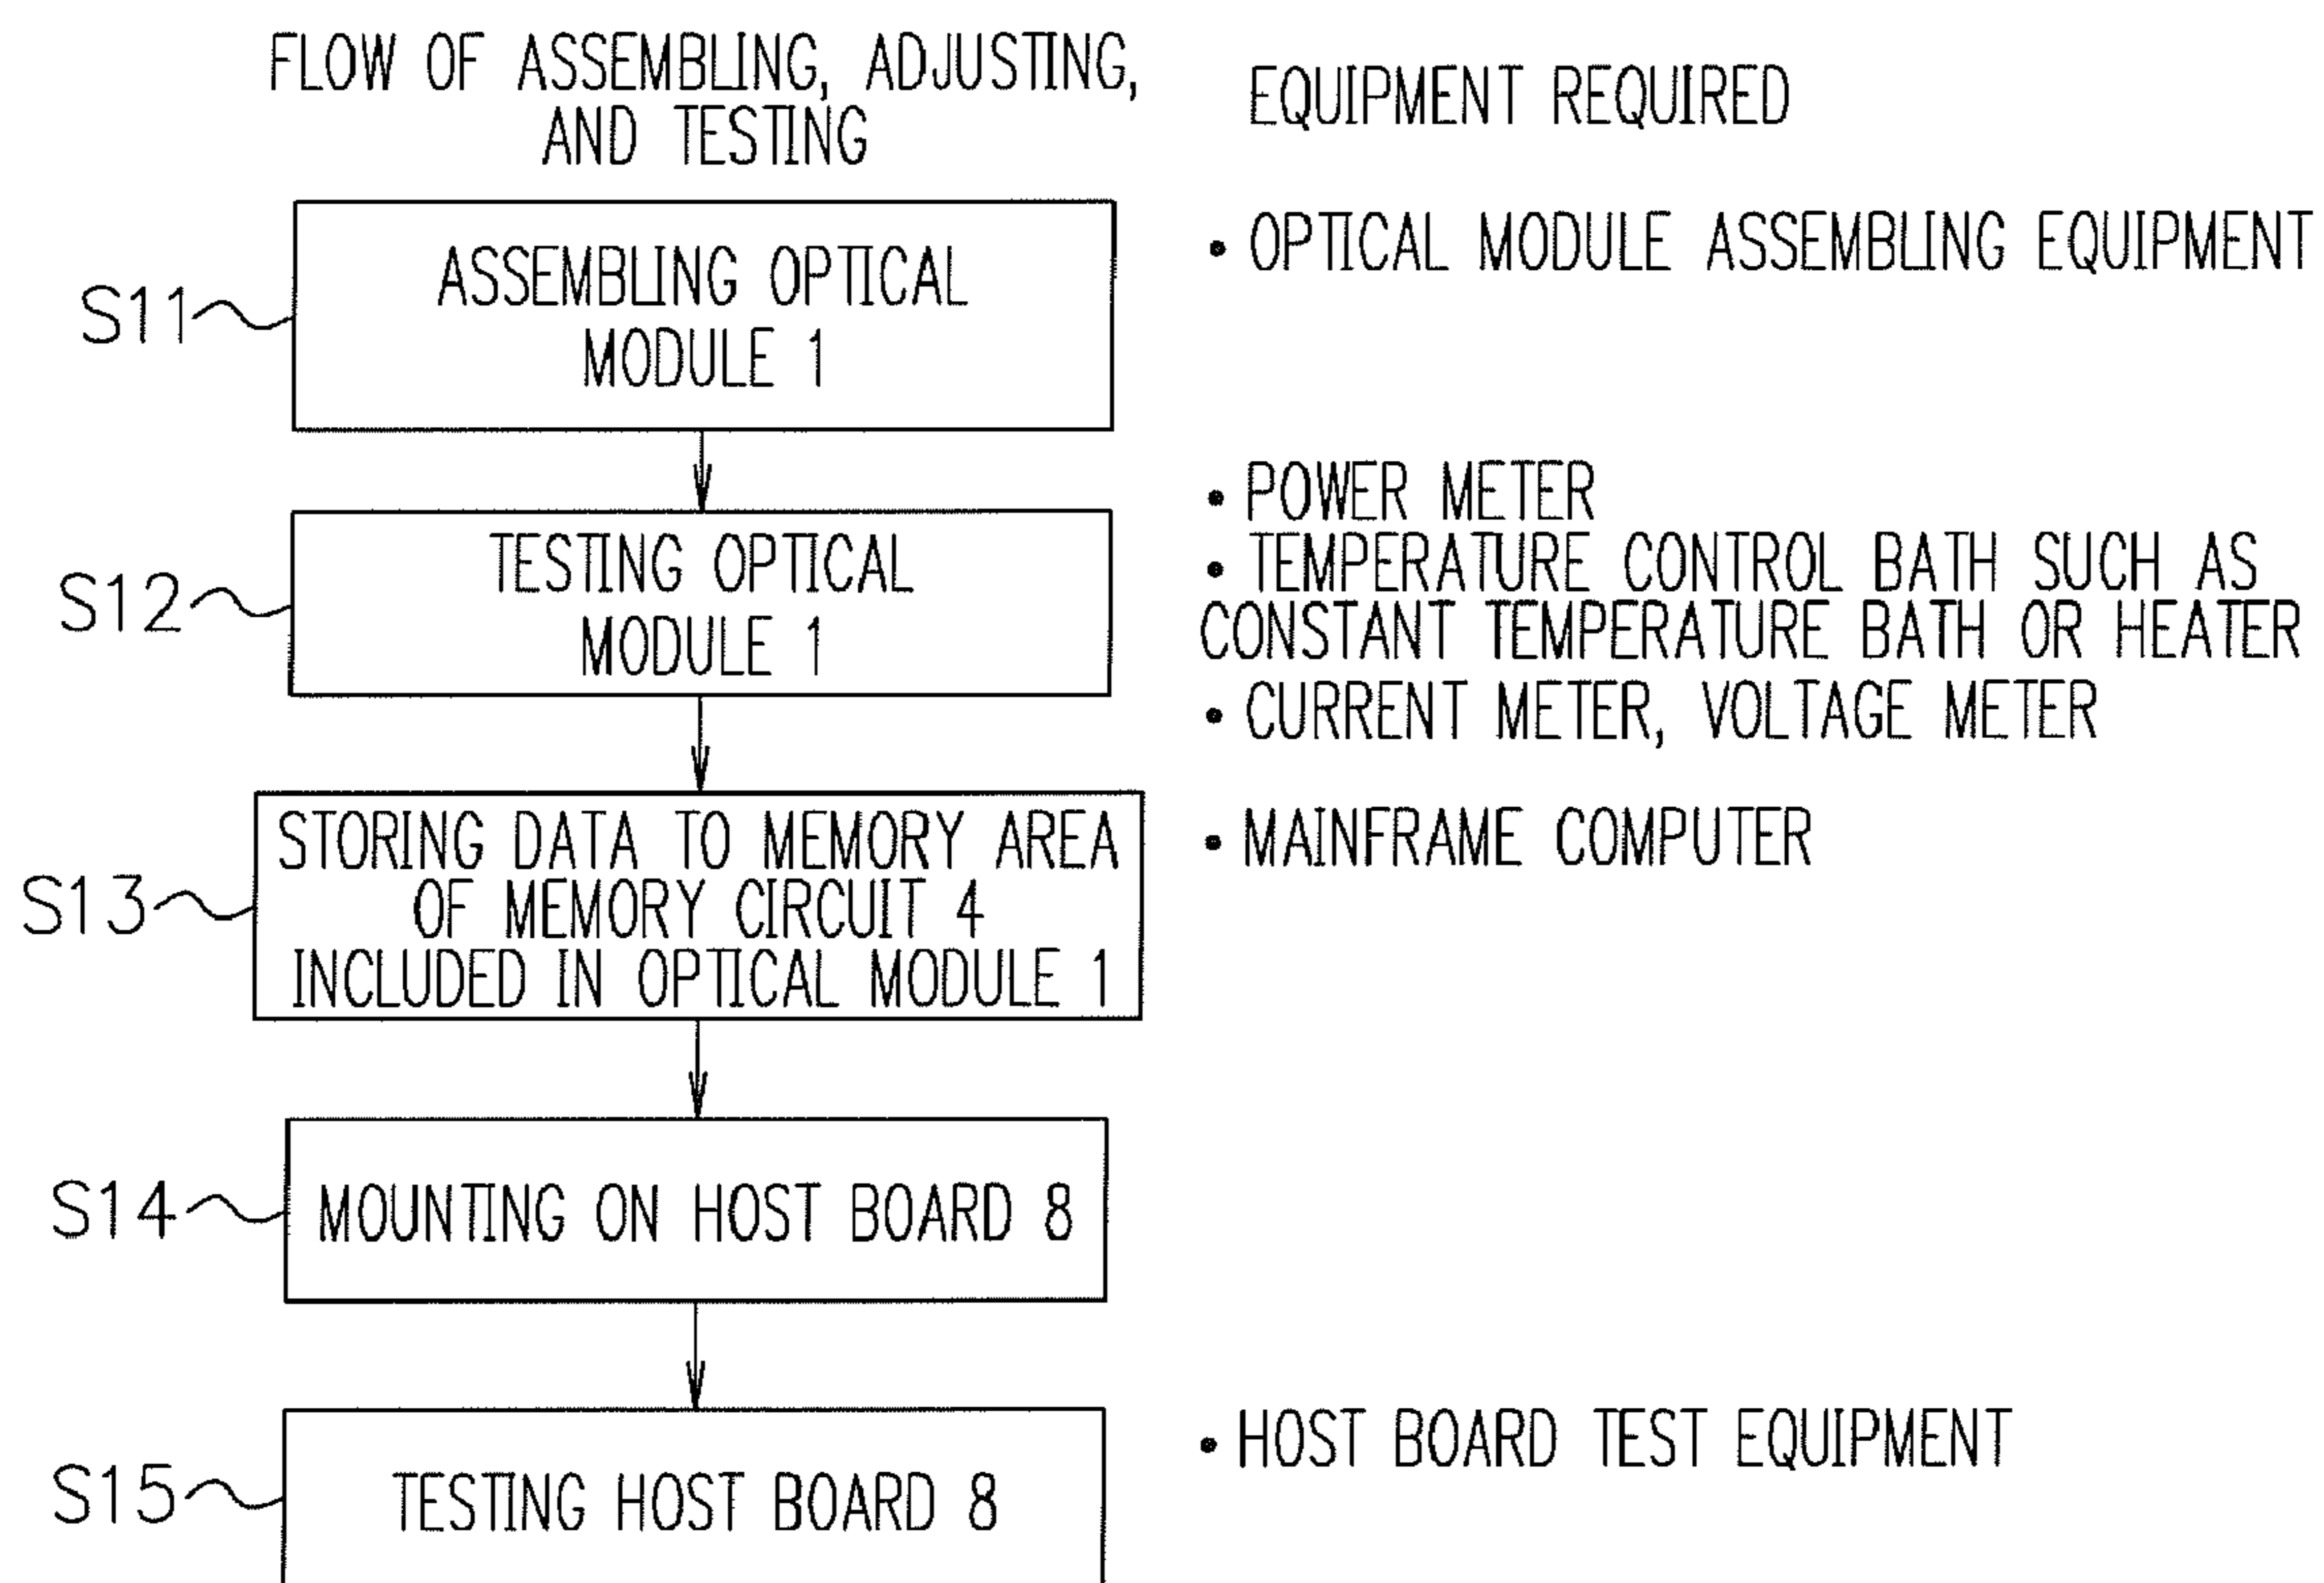 FLOW OF ASSEMBLING, ADJUSTING,
AND TESTING
EQUIPMENT REQUIRED
S11
ASSEMBLING OPTICAL
MODULE 1
• OPTICAL MODULE ASSEMBLING EQUIPMENT
S12
TESTING OPTICAL
MODULE 1
• POWER METER
• TEMPERATURE CONTROL BATH SUCH AS
CONSTANT TEMPERATURE BATH OR HEATER
• CURRENT METER, VOLTAGE METER
S13
STORING DATA TO MEMORY AREA
OF MEMORY CIRCUIT 4
INCLUDED IN OPTICAL MODULE 1
• MAINFRAME COMPUTER
S14
MOUNTING ON HOST BOARD 8
S15
TESTING HOST BOARD 8
• HOST BOARD TEST EQUIPMENT